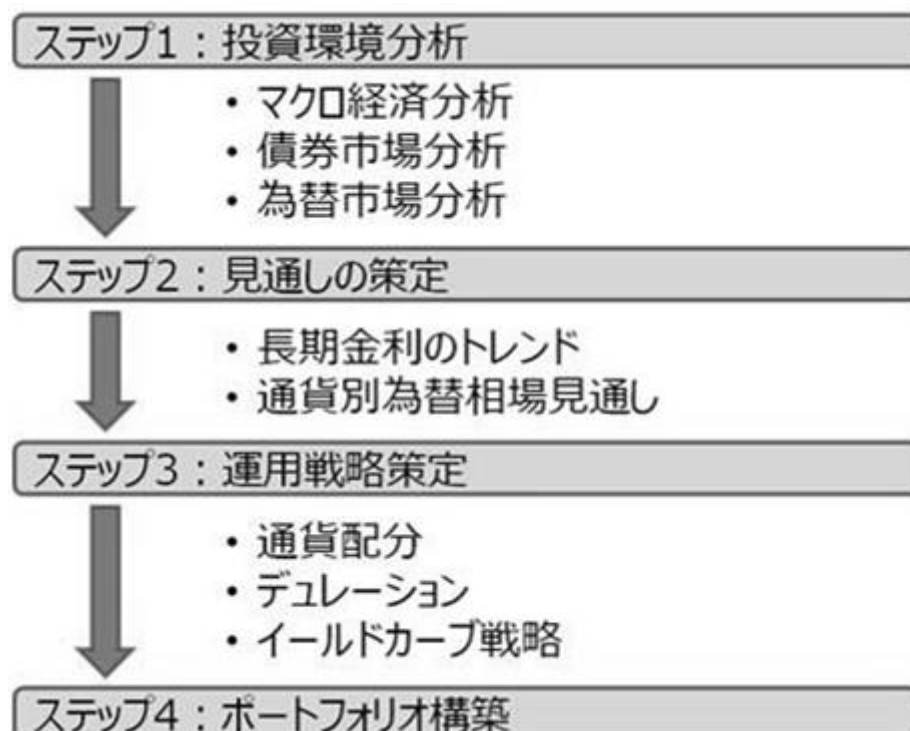 ステップ1：投資環境分析
・マクロ経済分析
・債券市場分析
・為替市場分析
ステップ2：見通しの策定
・長期金利のトレンド
・通貨別為替相場見通し
ステップ3：運用戦略策定
・通貨配分
・デュレーション
・イールドカーブ戦略
ステップ4：ポートフォリオ構築